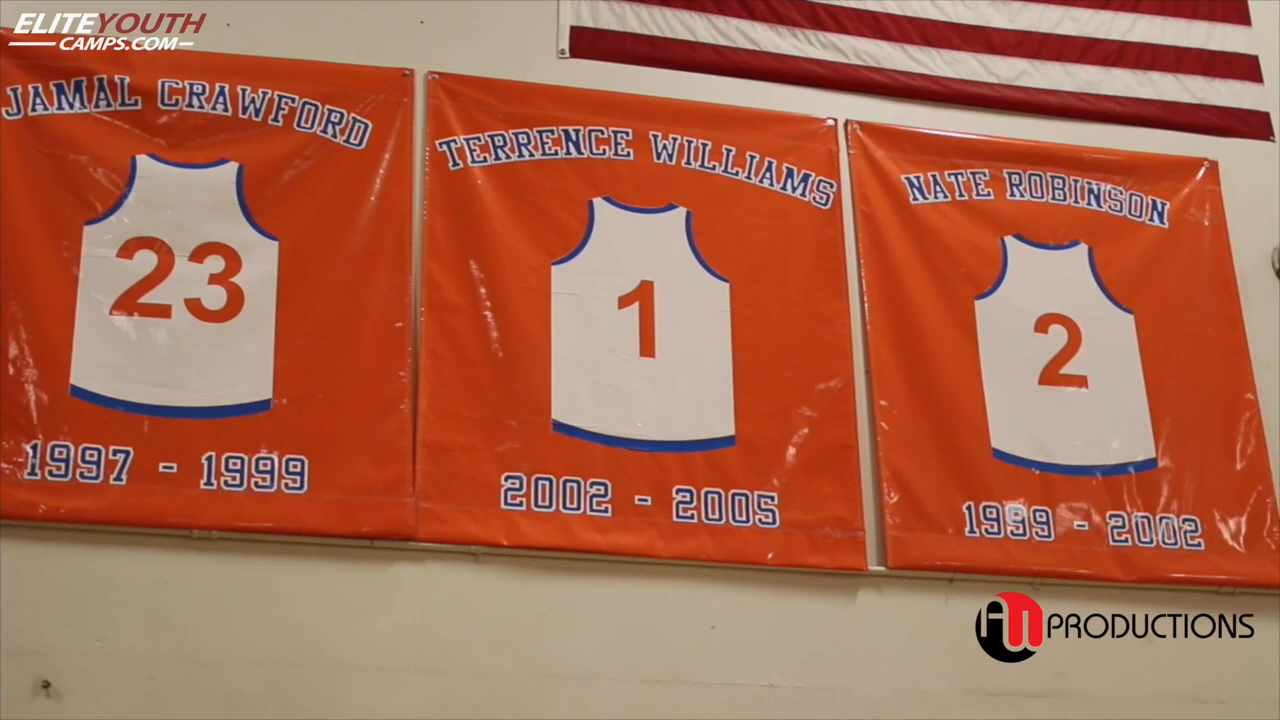 ELITEYOUTH
CAMPS.COM
JAMAL CRAWFORD
23
1997 - 1999
TERRENCE WILLIAMS
1
2002 - 2005
NATE ROBINSON
2
1999 - 2002
AW PRODUCTIONS